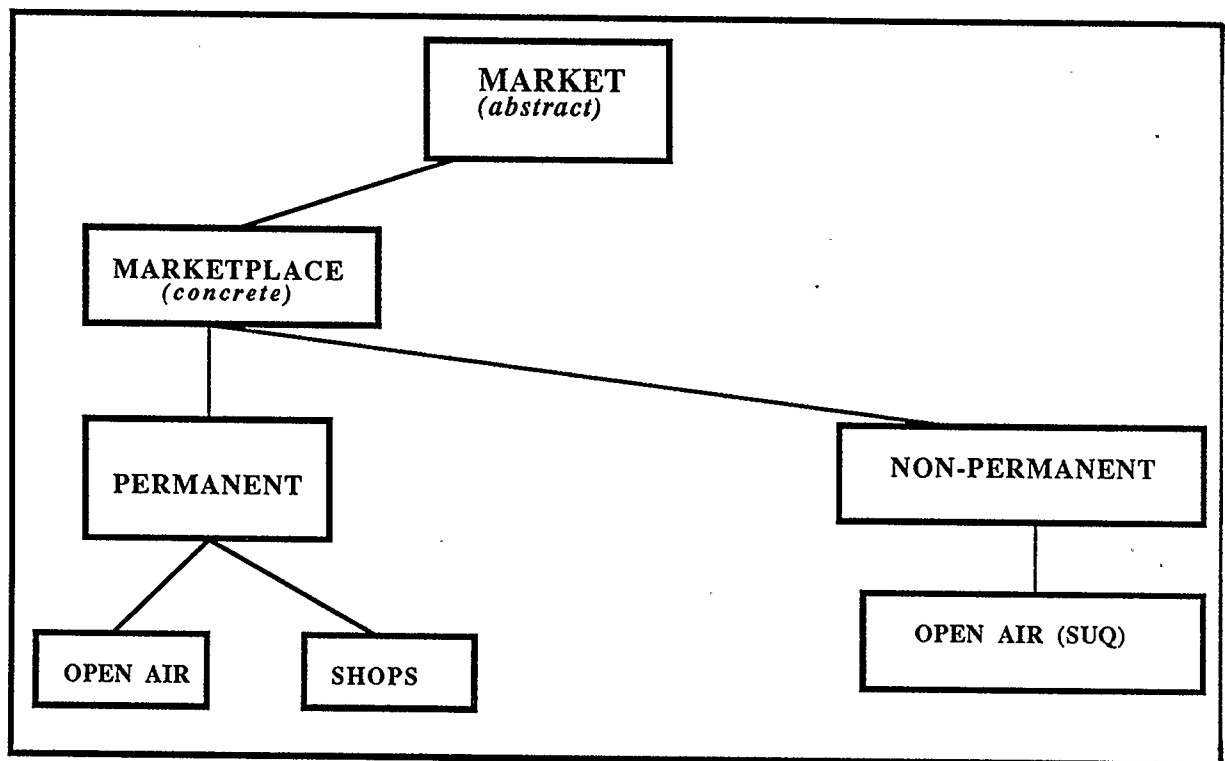 MARKET
(abstract)
MARKETPLACE
(concrete)
PERMANENT
NON-PERMANENT
OPEN AIR
SHOPS
OPEN AIR (SUQ)